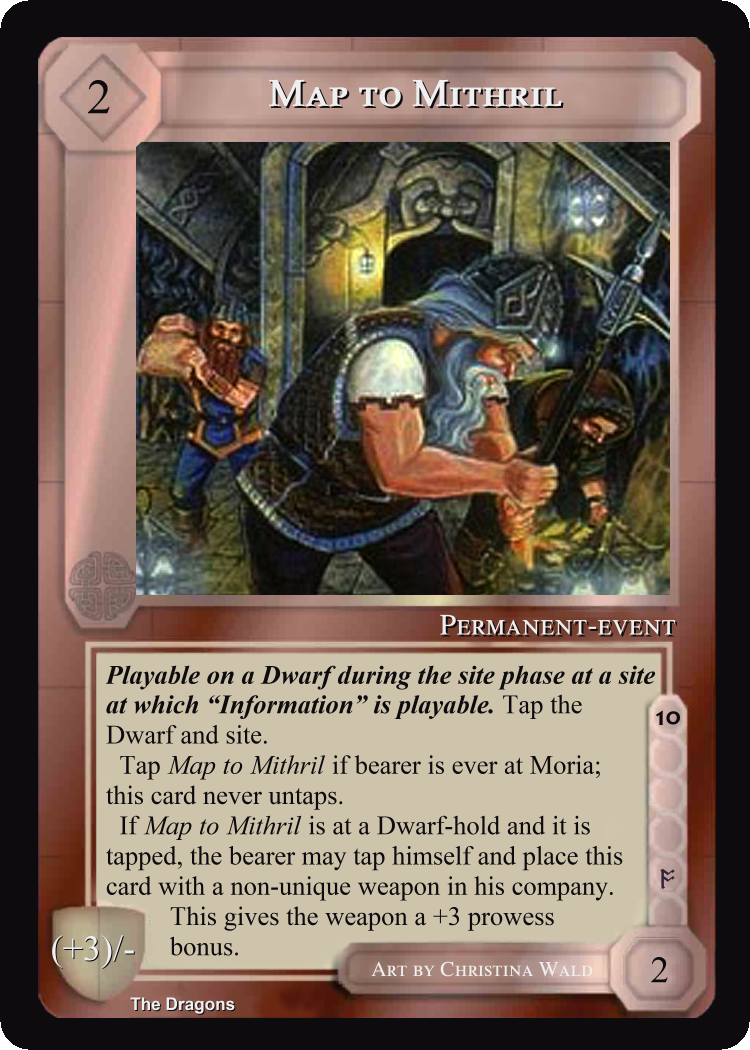 2
Map to Mithril
Permanent-event
Playable on a Dwarf during the site phase at a site
at which “Information” is playable. Tap the
Dwarf and site.
Tap Map to Mithril if bearer is ever at Moria;
this card never untaps.
If Map to Mithril is at a Dwarf-hold and it is
tapped, the bearer may tap himself and place this
card with a non-unique weapon in his company.
This gives the weapon a +3 prowess
bonus.
10
(+3)/-
Art by Christina Wald
2
The Dragons